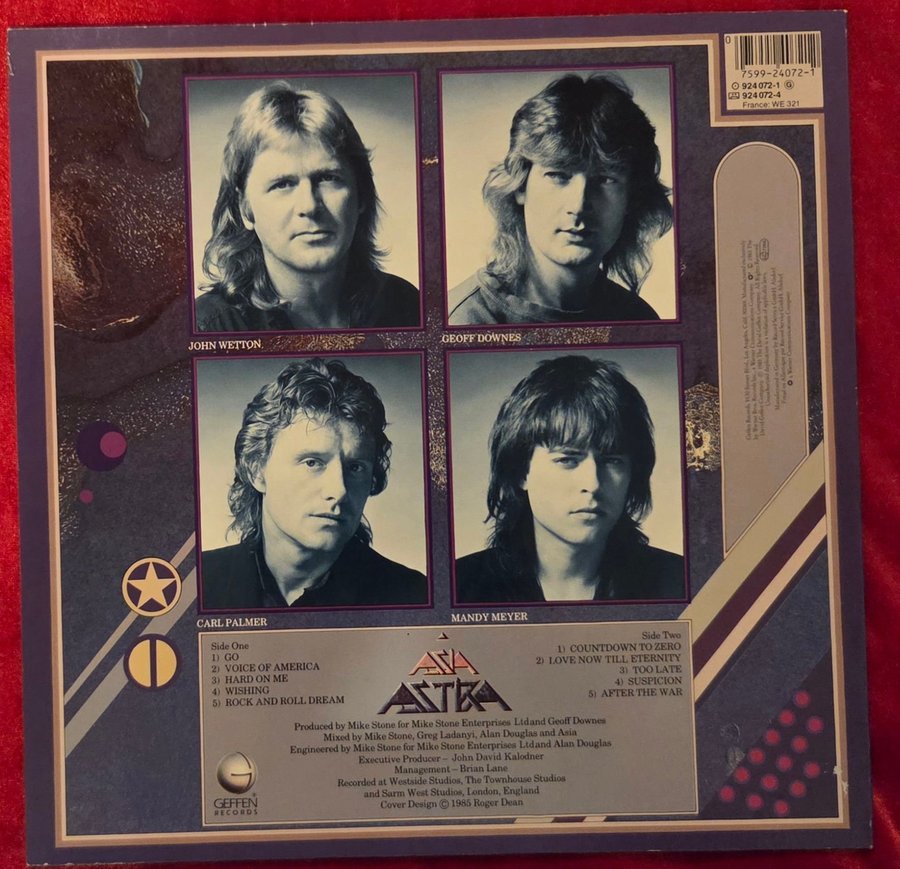 0
7599-24072-1
924 072-1 G
924 072-4
France: WE 321
JOHN WETTON
GEOFF DOWNES
CARL PALMER
MANDY MEYER
Side One
1) GO
2) VOICE OF AMERICA
3) HARD ON ME
4) WISHING
5) ROCK AND ROLL DREAM
ASIA
ASTRA
Side Two
1) COUNTDOWN TO ZERO
2) LOVE NOW TILL ETERNITY
3) TOO LATE
4) SUSPICION
5) AFTER THE WAR
Produced by Mike Stone for Mike Stone Enterprises Ltd and Geoff Downes
Mixed by Mike Stone, Greg Ladanyi, Alan Douglas and Asia
Engineered by Mike Stone for Mike Stone Enterprises Ltd and Alan Douglas
Executive Producer – John David Kalodner
Management – Brian Lane
Recorded at Westside Studios, The Townhouse Studios
and Sarm West Studios, London, England
Cover Design © 1985 Roger Dean
G
GEFFEN
RECORDS
a Warner Communications Company